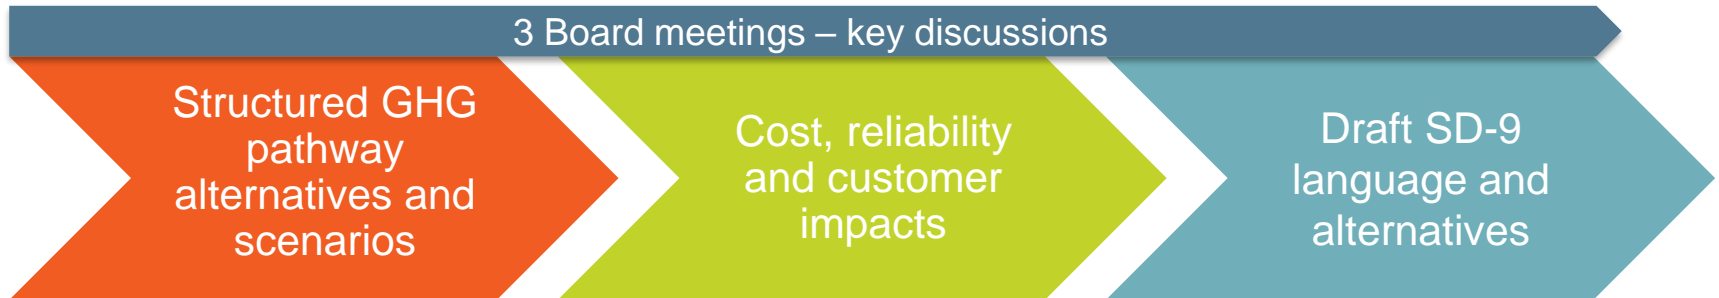 3 Board meetings – key discussions
Structured GHG
pathway
alternatives and
scenarios
Cost, reliability
and customer
impacts
Draft SD-9
language and
alternatives